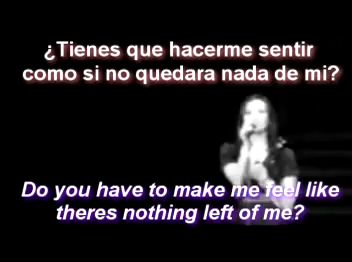 ¿Tienes que hacerme sentir
como si no quedara nada de mi?
Do you have to make me feel like
theres nothing left of me?